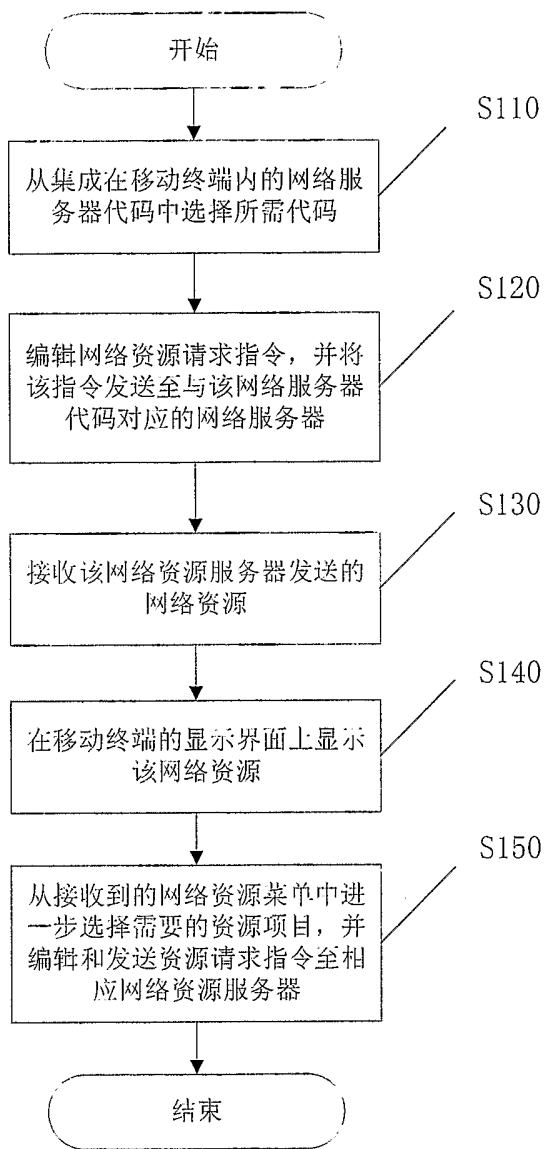 开始
S110
从集成在移动终端内的网络服
务器代码中选择所需代码
S120
编辑网络资源请求指令，并将
该指令发送至与该网络服务器
代码对应的网络服务器
S130
接收该网络资源服务器发送的
网络资源
S140
在移动终端的显示界面上显示
该网络资源
S150
从接收到的网络资源菜单中进
一步选择需要的资源项目，并
编辑和发送资源请求指令至相
应网络资源服务器
结束